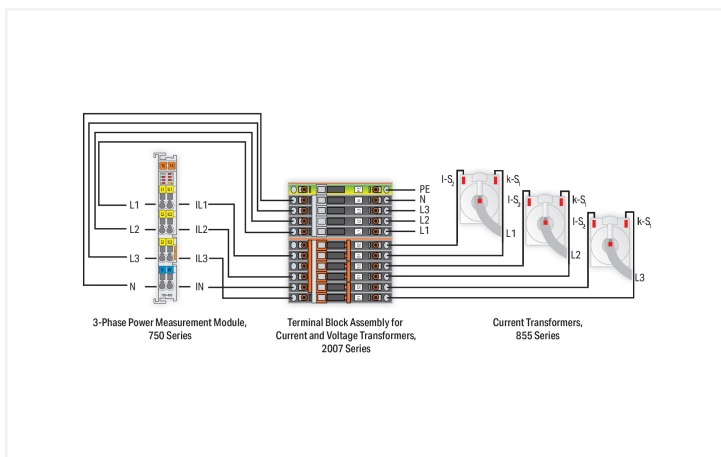 l-S2 k-S1
l-S2 k-S1
l-S2 k-S1
PE
N
L3
L2
L1
L1
L2
L3
13 14
L1 IL1
L2 IL2
L3 IL3
N IN
3-Phase Power Measurement Module,
750 Series
Terminal Block Assembly for
Current and Voltage Transformers,
2007 Series
Current Transformers,
855 Series